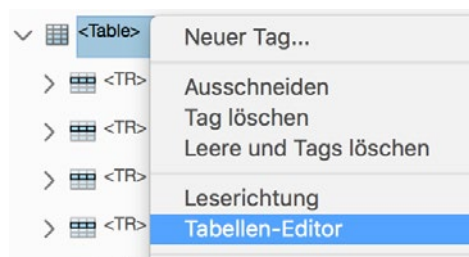 <Table>
<TR>
<TR>
<TR>
<TR>
Neuer Tag...
Ausschneiden
Tag löschen
Leere und Tags löschen
Leserichtung
Tabellen-Editor